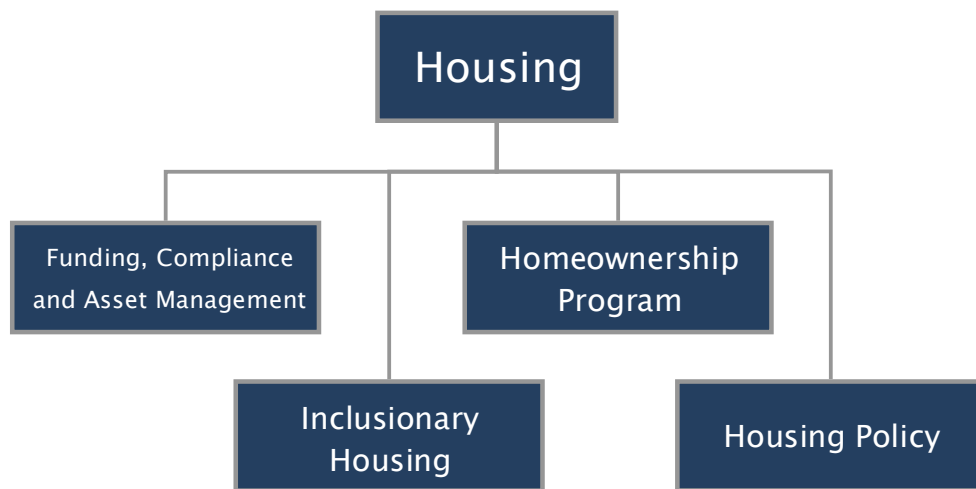 Housing
Funding, Compliance
and Asset Management
Homeownership
Program
Inclusionary
Housing
Housing Policy